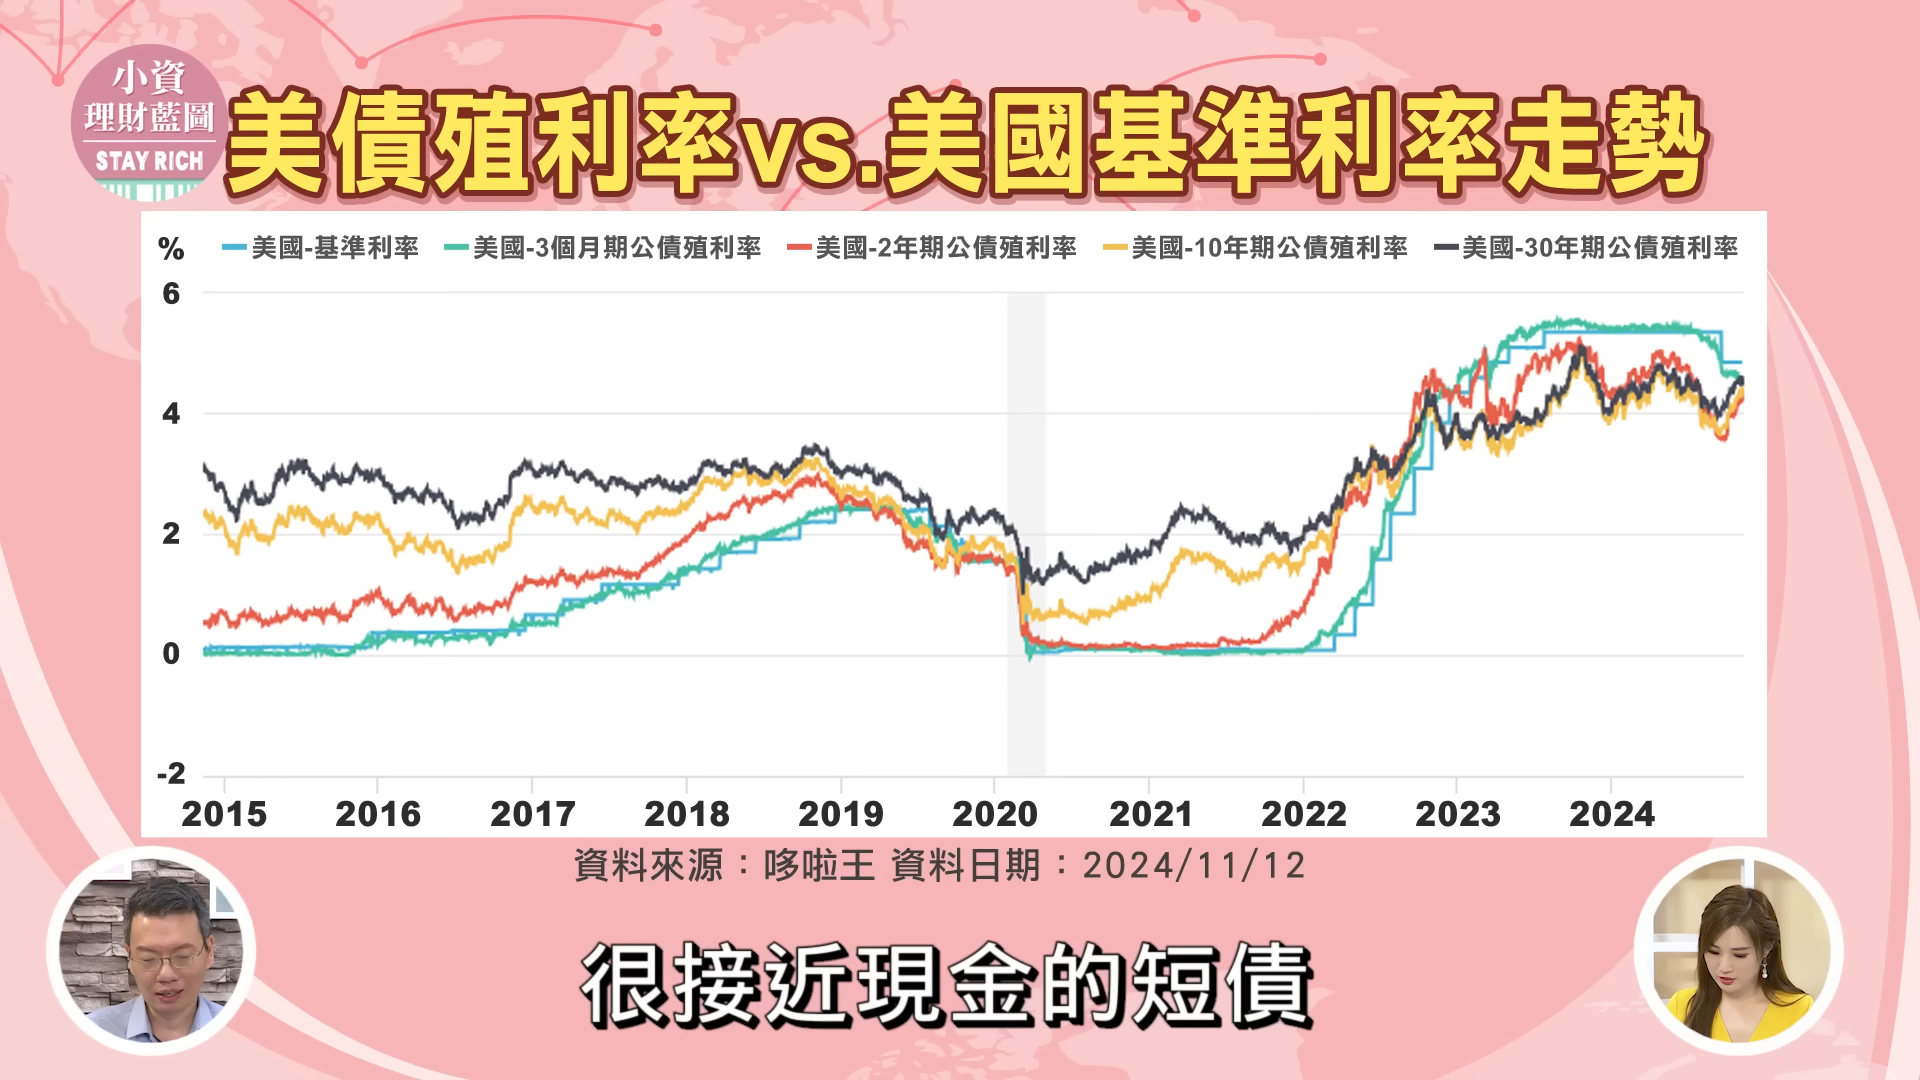 小資
理財藍圖
STAY RICH
美債殖利率vs.美國基準利率走勢
% 美國-基準利率 美國-3個月期公債殖利率 美國-2年期公債殖利率 美國-10年期公債殖利率 美國-30年期公債殖利率
6
4
2
0
-2
2015 2016 2017 2018 2019 2020 2021 2022 2023 2024
資料來源：哆啦王 資料日期：2024/11/12
很接近現金的短債